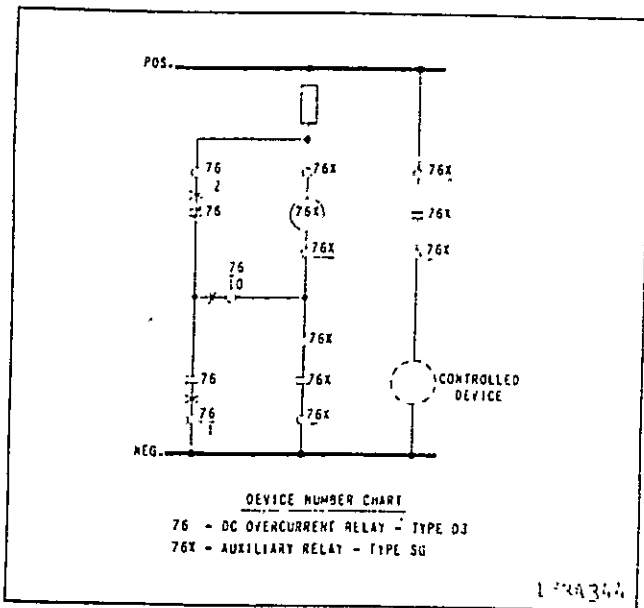 POS.
76
2
76
76X
76X
76X
76X
76X
76X
76
10
76X
76
76X
76
1
76X
CONTROLLED
DEVICE
NEG.
DEVICE NUMBER CHART
76 - DC OVERCURRENT RELAY - TYPE D3
76X - AUXILIARY RELAY - TYPE SG